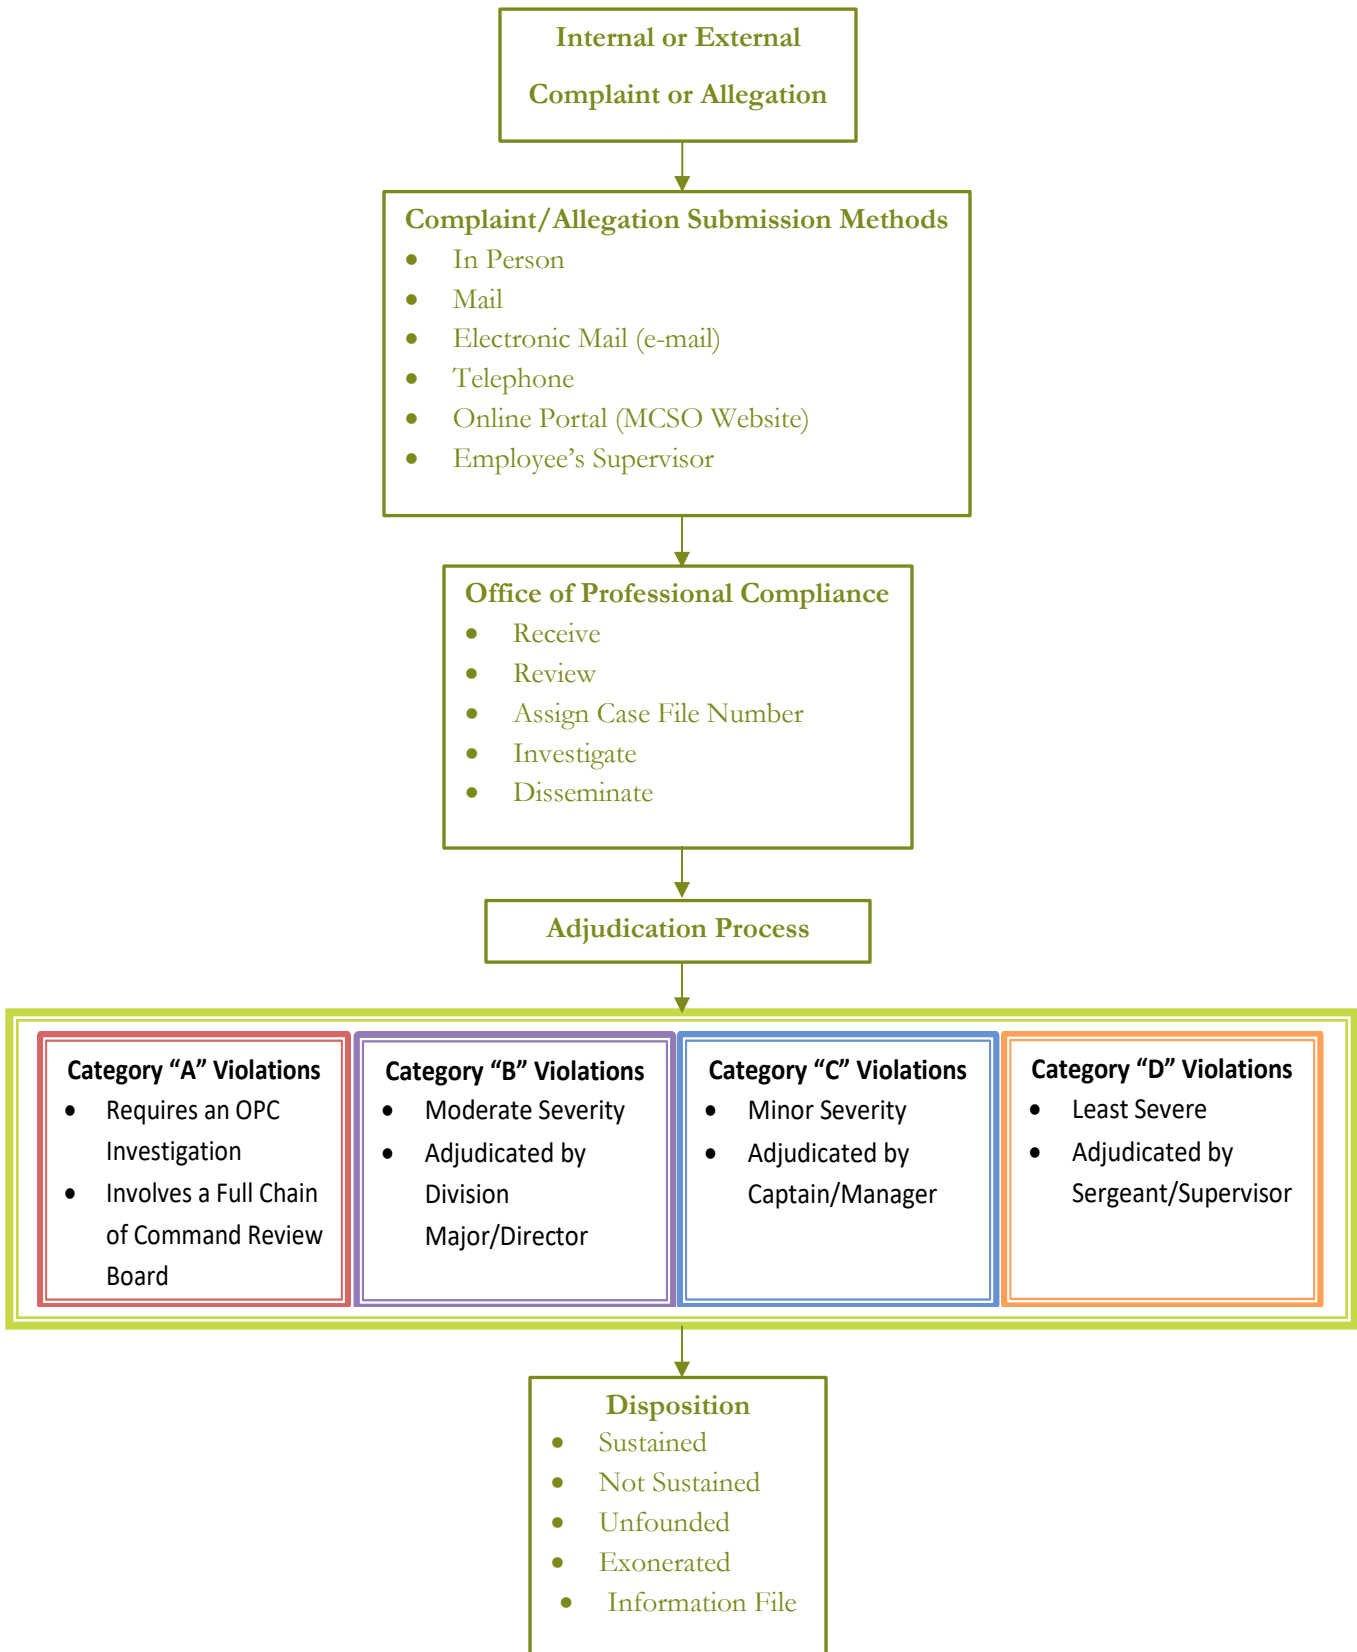 Internal or External
Complaint or Allegation
Complaint/Allegation Submission Methods
• In Person
• Mail
• Electronic Mail (e-mail)
• Telephone
• Online Portal (MCSO Website)
• Employee’s Supervisor
Office of Professional Compliance
• Receive
• Review
• Assign Case File Number
• Investigate
• Disseminate
Adjudication Process
Category “A” Violations
• Requires an OPC
Investigation
• Involves a Full Chain
of Command Review
Board
Category “B” Violations
• Moderate Severity
• Adjudicated by
Division
Major/Director
Category “C” Violations
• Minor Severity
• Adjudicated by
Captain/Manager
Category “D” Violations
• Least Severe
• Adjudicated by
Sergeant/Supervisor
Disposition
• Sustained
• Not Sustained
• Unfounded
• Exonerated
• Information File